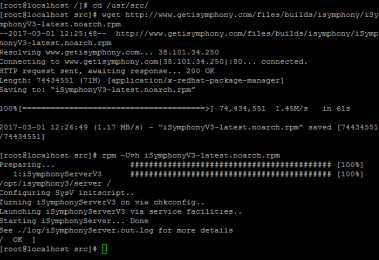 [root@localhost /]# cd /usr/src/
[root@localhost src]# wget http://www.getisymphony.com/files/builds/isymphony/iSy
mphonyV3-latest.noarch.rpm
--2017-03-01 12:25:48--  http://www.getisymphony.com/files/builds/isymphony/iSymp
honyV3-latest.noarch.rpm
Resolving www.getisymphony.com... 38.101.34.250
Connecting to www.getisymphony.com|38.101.34.250|:80... connected.
HTTP request sent, awaiting response... 200 OK
Length: 74434551 (71M) [application/x-redhat-package-manager]
Saving to: “iSymphonyV3-latest.noarch.rpm”
100%[======================================>] 74,434,551  1.45M/s   in 61s
2017-03-01 12:26:49 (1.17 MB/s) - “iSymphonyV3-latest.noarch.rpm” saved [74434551
/74434551]
[root@localhost src]# rpm -Uvh iSymphonyV3-latest.noarch.rpm
Preparing...                ########################################### [100%]
   1:iSymphonyServerV3      ########################################### [100%]
/opt/isymphony3/server /
Configuring SysV initscript..
Turning iSymphonyServerV3 on via chkconfig..
Launching iSymphonyServerV3 via service facilities..
Starting iSymphonyServer... Done
See ./log/iSymphonyServer.out.log for more details
/  OK  ]
[root@localhost src]#